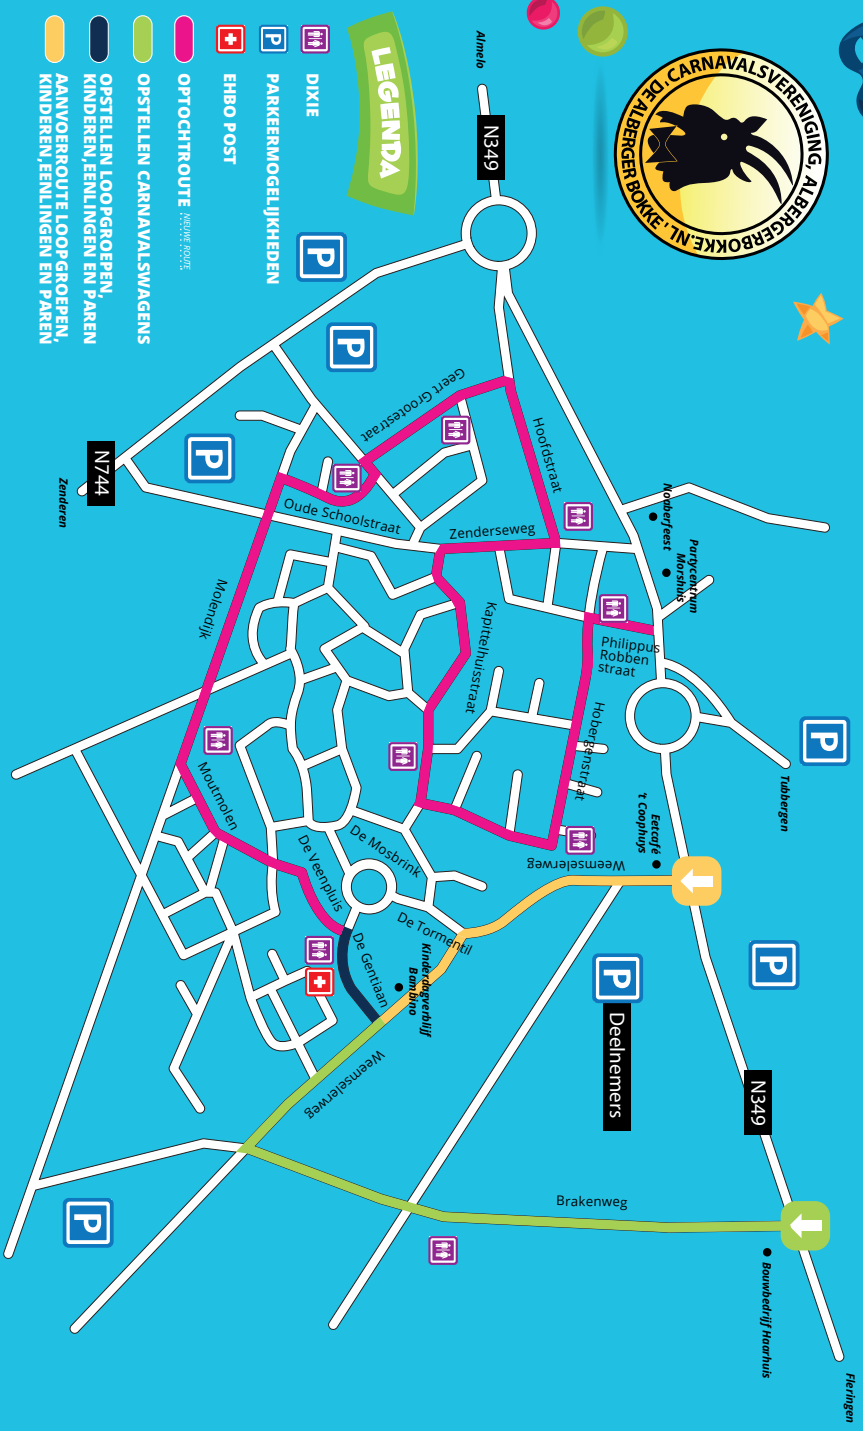 LEGENDA
DIXIE
P
PARKEERMOGELIJKHEDEN
EHBO POST
OPTOCHTROUTE NIEUWE ROUTE
OPSTELLEN CARNAVALSWAGENS
OPSTELLEN LOOPGROEPEN,
KINDEREN,EENLINGEN EN PAREN
AANVOERROUTE LOOPGROEPEN,
KINDEREN,EENLINGEN EN PAREN
CARNAVALSVERENIGING,
ALBERGERBOKKE.NL
'DE ALBERGER BOKKE',
Almelo
N349
P
P
P
N744
Zenderen
Geert Grootestraat
Hoofdstraat
Oude Schoolstraat
Zenderseweg
Noaberfeest
Partycentrum
Morshuis
Philippus
Robben
straat
Molendijk
Kapittelhuisstraat
Hobergenstraat
P
Tubbergen
Eetcafé
't Coophuys
Moutmolen
De Mosbrink
De Veenpluis
Weemselerweg
De Tormentil
De Gentiaan
Kinderdagverblijf
Bambino
P
P
Deelnemers
N349
Weemselerweg
Brakenweg
P
Bouwbedrijf Haarhuis
Fleringen